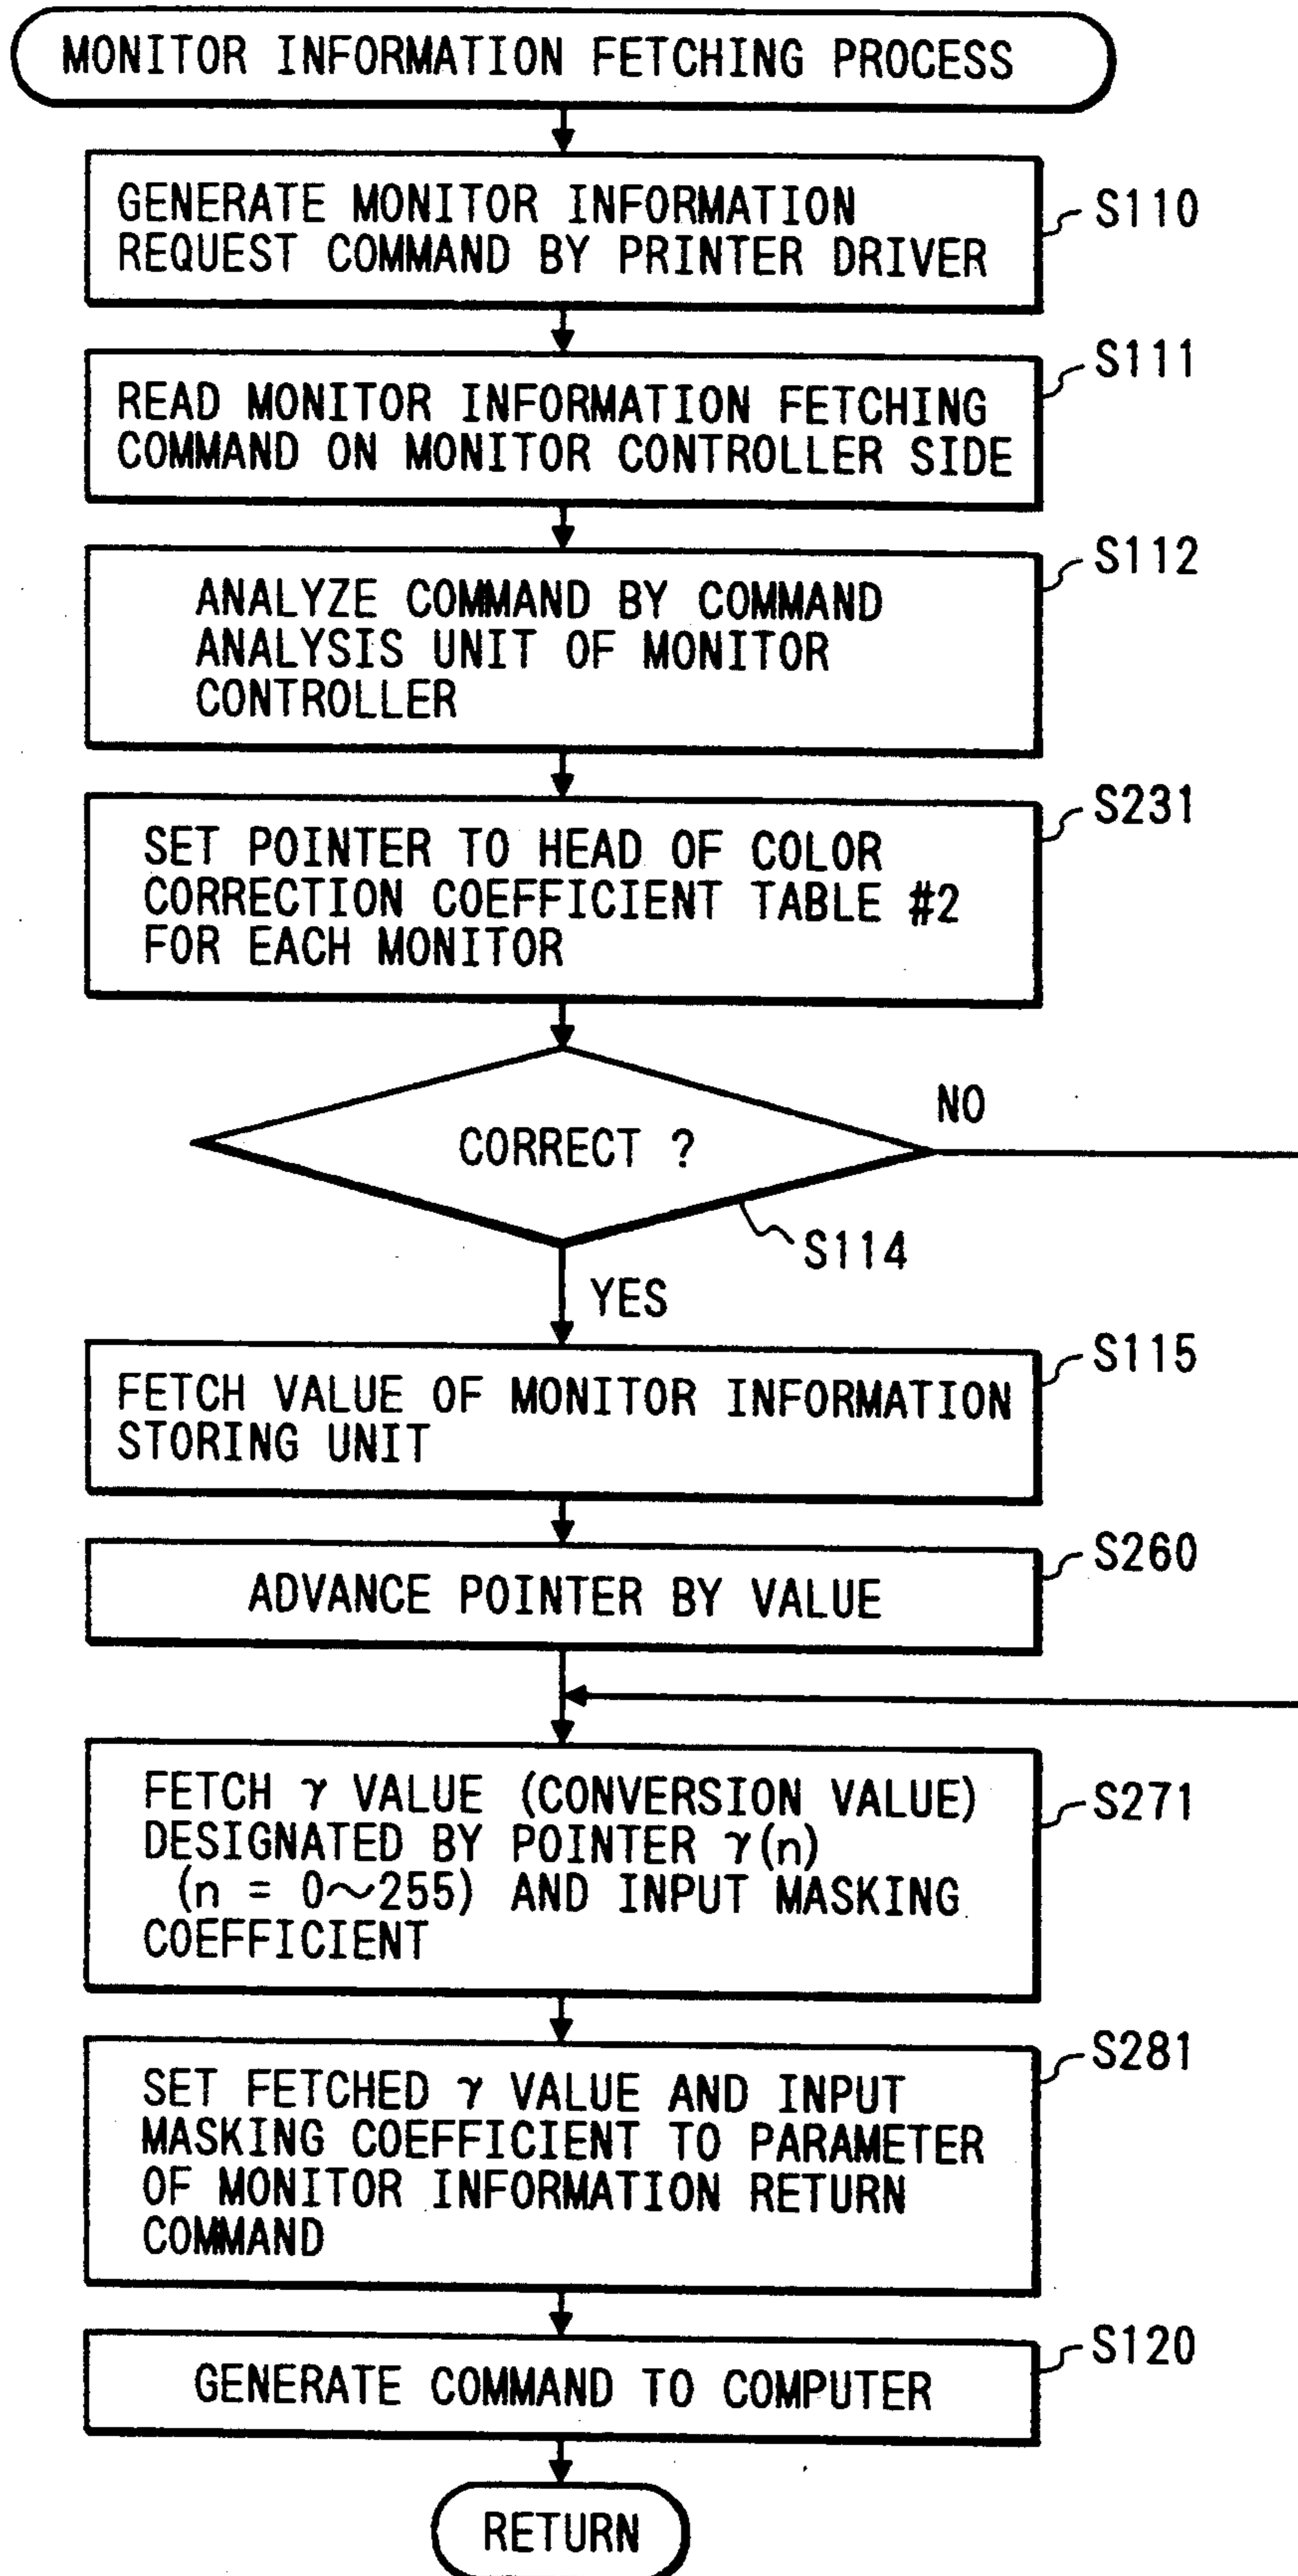 MONITOR INFORMATION FETCHING PROCESS
GENERATE MONITOR INFORMATION
REQUEST COMMAND BY PRINTER DRIVER
S110
READ MONITOR INFORMATION FETCHING
COMMAND ON MONITOR CONTROLLER SIDE
S111
ANALYZE COMMAND BY COMMAND
ANALYSIS UNIT OF MONITOR
CONTROLLER
S112
SET POINTER TO HEAD OF COLOR
CORRECTION COEFFICIENT TABLE #2
FOR EACH MONITOR
S231
CORRECT ?
NO
S114
YES
FETCH VALUE OF MONITOR INFORMATION
STORING UNIT
S115
ADVANCE POINTER BY VALUE
S260
FETCH γ VALUE (CONVERSION VALUE)
DESIGNATED BY POINTER γ(n)
(n = 0~255) AND INPUT MASKING
COEFFICIENT
S271
SET FETCHED γ VALUE AND INPUT
MASKING COEFFICIENT TO PARAMETER
OF MONITOR INFORMATION RETURN
COMMAND
S281
GENERATE COMMAND TO COMPUTER
S120
RETURN